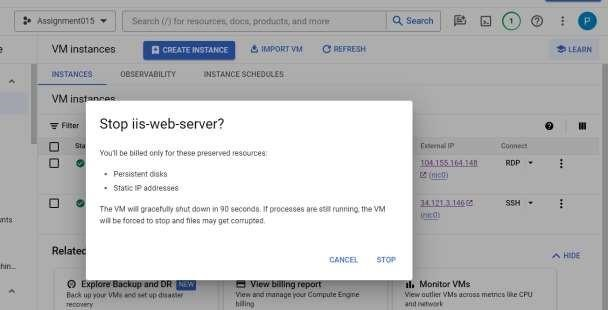 Assignment015
Search (/) for resources, docs, products, and more
Search
1
P
VM instances
CREATE INSTANCE
IMPORT VM
REFRESH
LEARN
INSTANCES
OBSERVABILITY
INSTANCE SCHEDULES
VM instances
Filter
External IP
Connect
104.155.164.148
(nic0)
RDP
34.121.3.146
(nic0)
SSH
Stop iis-web-server?
You'll be billed only for these preserved resources:
• Persistent disks
• Static IP addresses
The VM will gracefully shut down in 90 seconds. If processes are still running, the VM
will be forced to stop and files may get corrupted.
CANCEL
STOP
HIDE
Explore Backup and DR NEW
Back up your VMs and set up disaster
recovery
View billing report
View and manage your Compute Engine
billing
Monitor VMs
View outlier VMs across metrics like CPU
and network